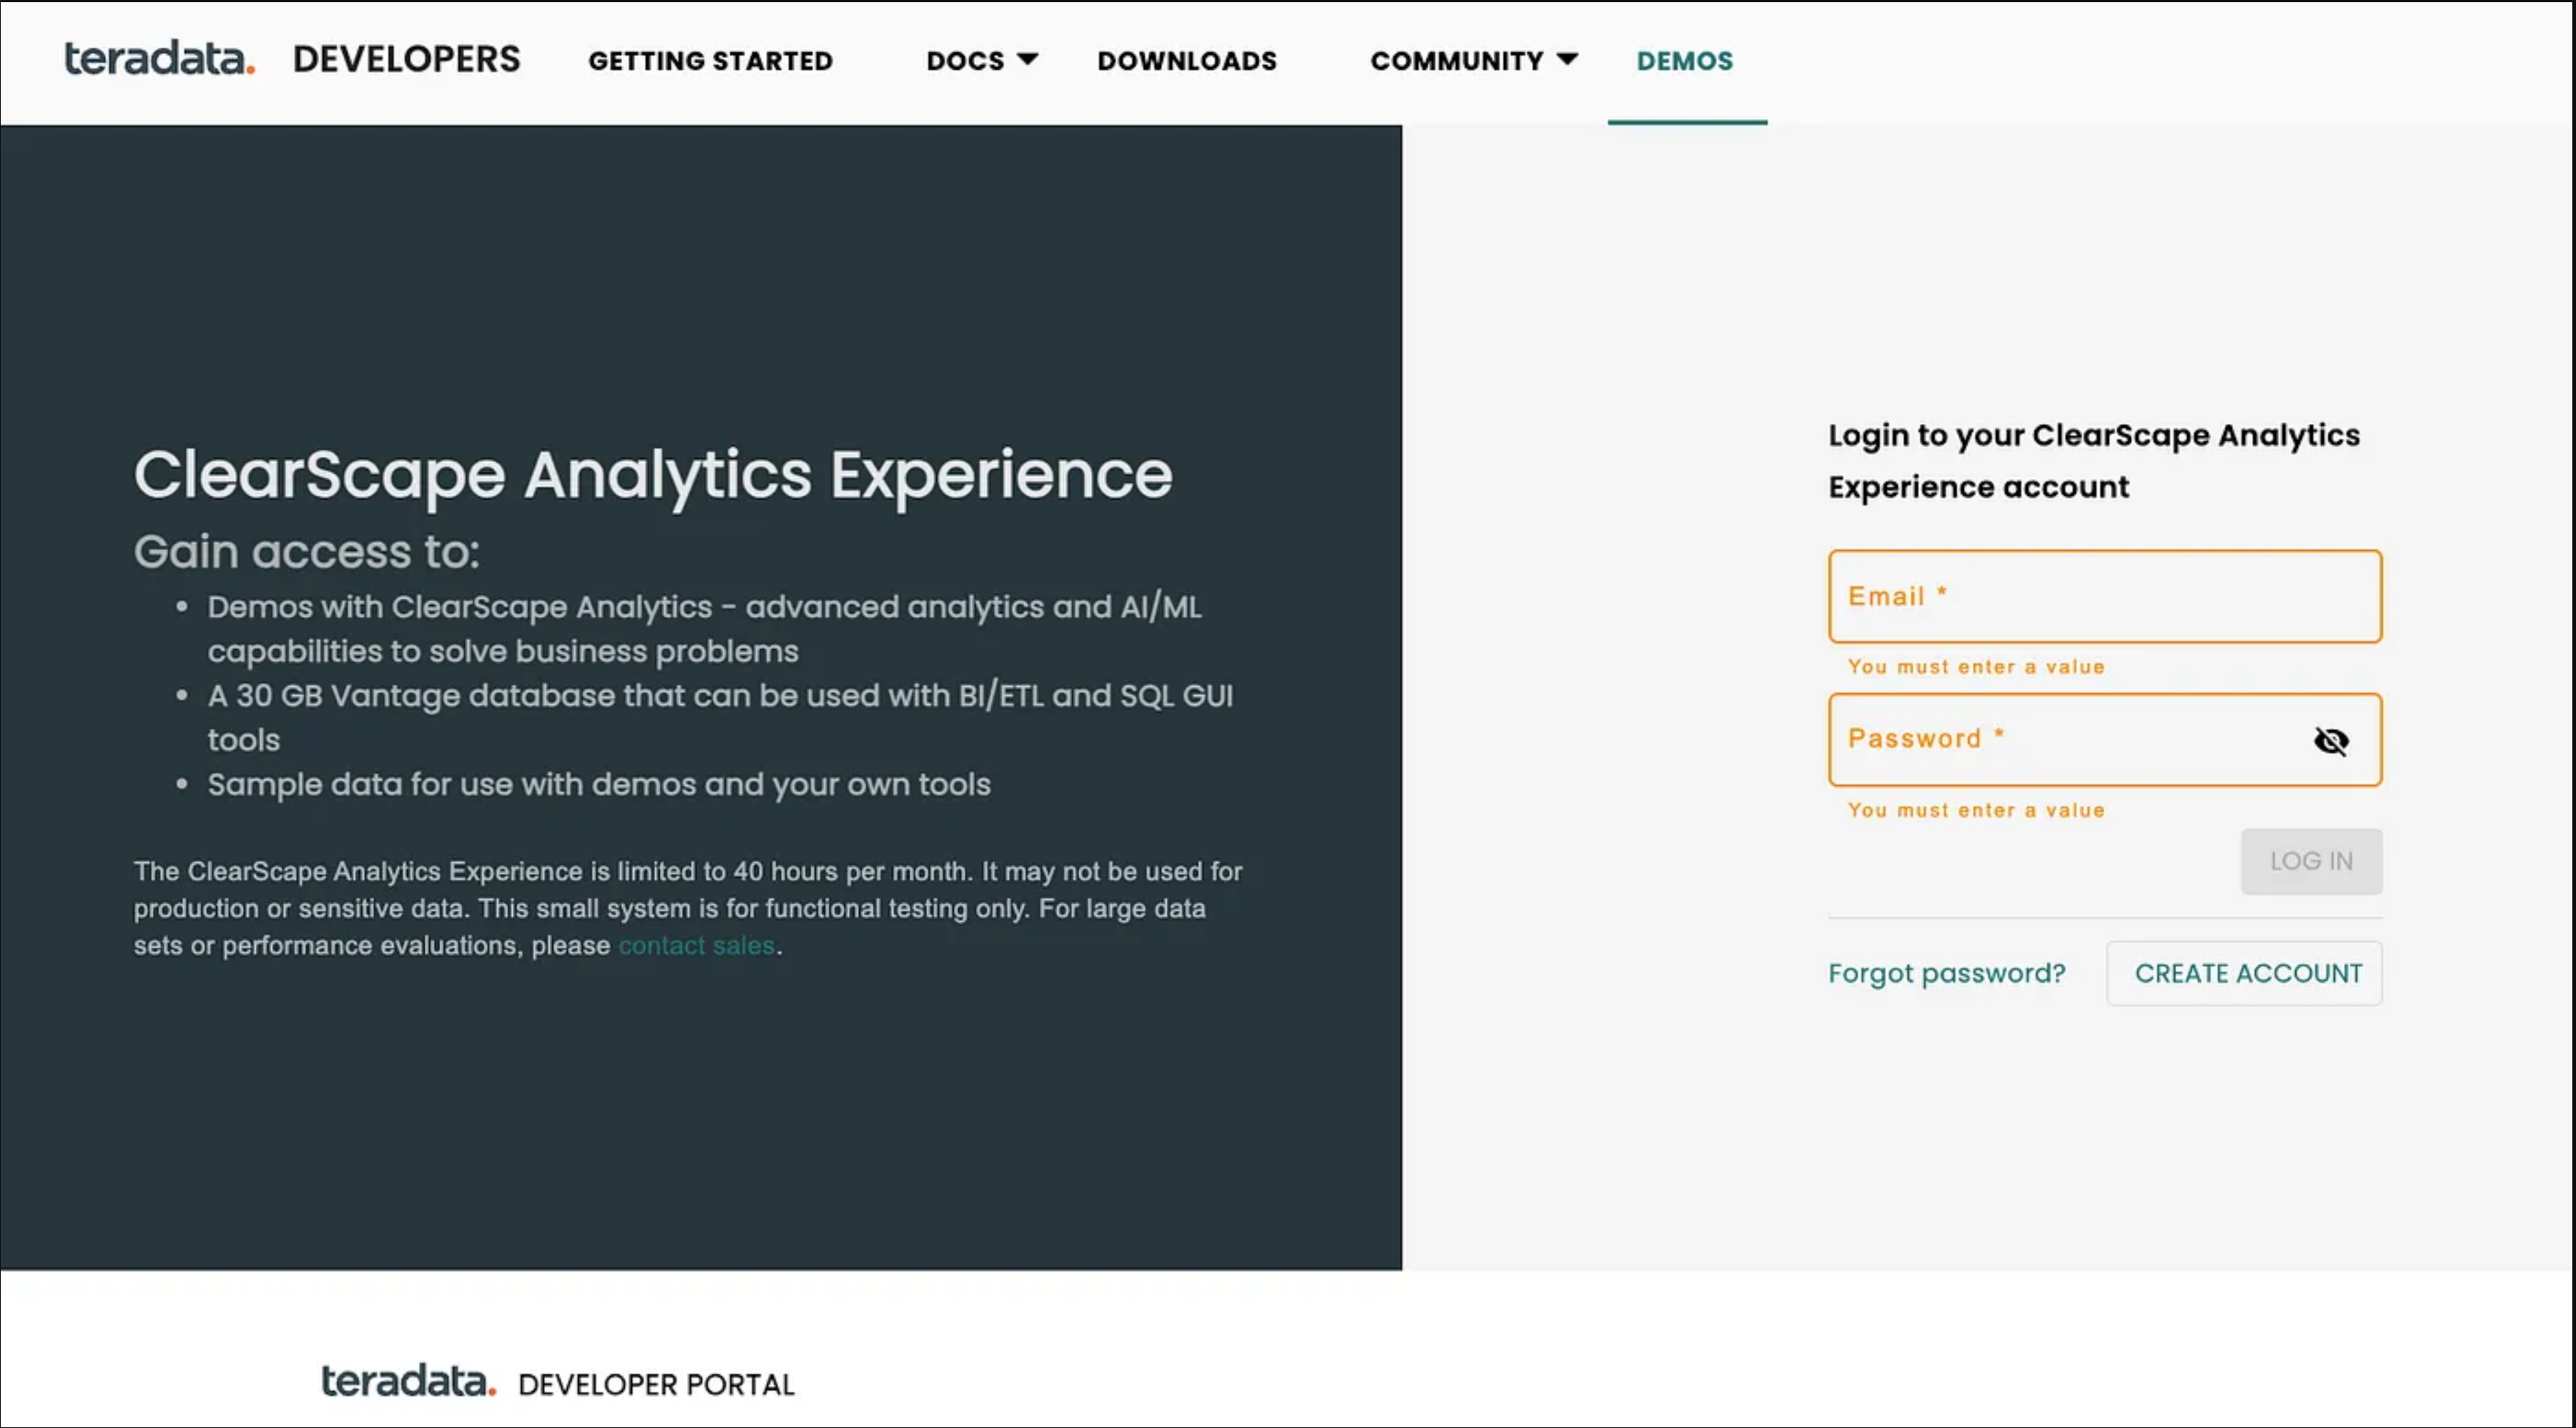 teradata. DEVELOPERS GETTING STARTED DOCS DOWNLOADS COMMUNITY DEMOS
ClearScape Analytics Experience
Gain access to:
• Demos with ClearScape Analytics - advanced analytics and AI/ML
capabilities to solve business problems
• A 30 GB Vantage database that can be used with BI/ETL and SQL GUI
tools
• Sample data for use with demos and your own tools
The ClearScape Analytics Experience is limited to 40 hours per month. It may not be used for
production or sensitive data. This small system is for functional testing only. For large data
sets or performance evaluations, please contact sales.
Login to your ClearScape Analytics
Experience account
Email *
You must enter a value
Password *
You must enter a value
LOG IN
Forgot password? CREATE ACCOUNT
teradata. DEVELOPER PORTAL